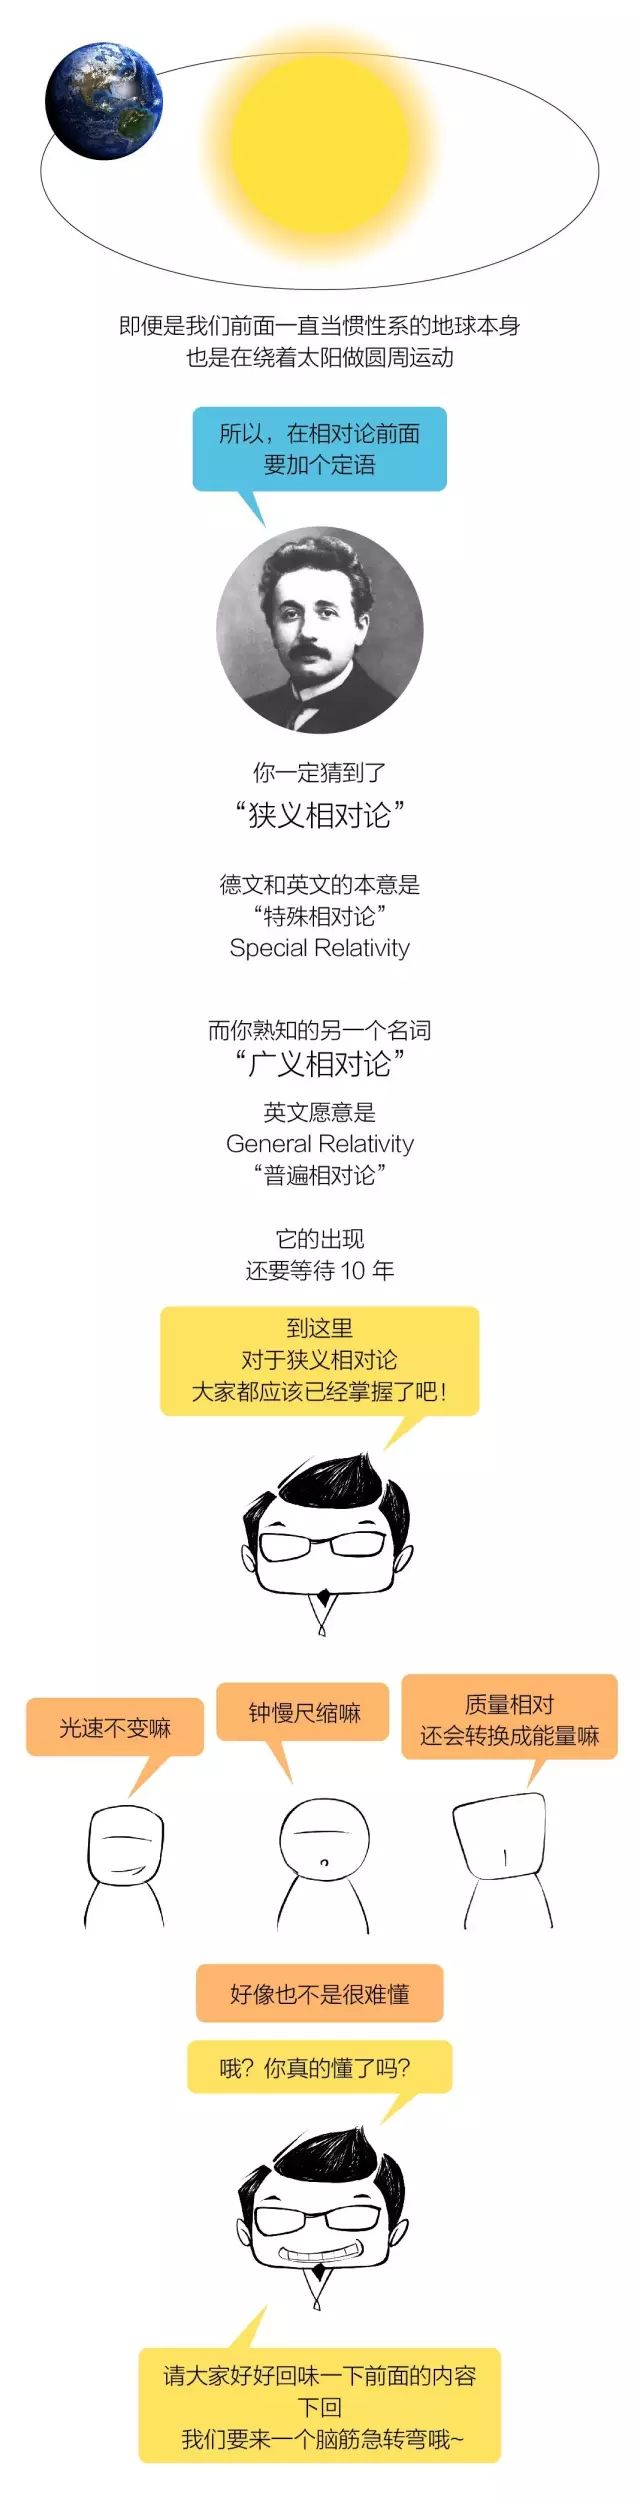 即便是我们前面一直当惯性系的地球本身
也是在绕着太阳做圆周运动
所以，在相对论前面
要加个定语
你一定猜到了
“狭义相对论”
德文和英文的本意是
“特殊相对论”
Special Relativity
而你熟知的另一个名词
“广义相对论”
英文愿意是
General Relativity
“普遍相对论”
它的出现
还要等待 10 年
到这里
对于狭义相对论
大家都应该已经掌握了吧！
光速不变嘛
钟慢尺缩嘛
质量相对
还会转换成能量嘛
好像也不是很难懂
哦？你真的懂了吗？
请大家好好回味一下前面的内容
下回
我们要来一个脑筋急转弯哦~